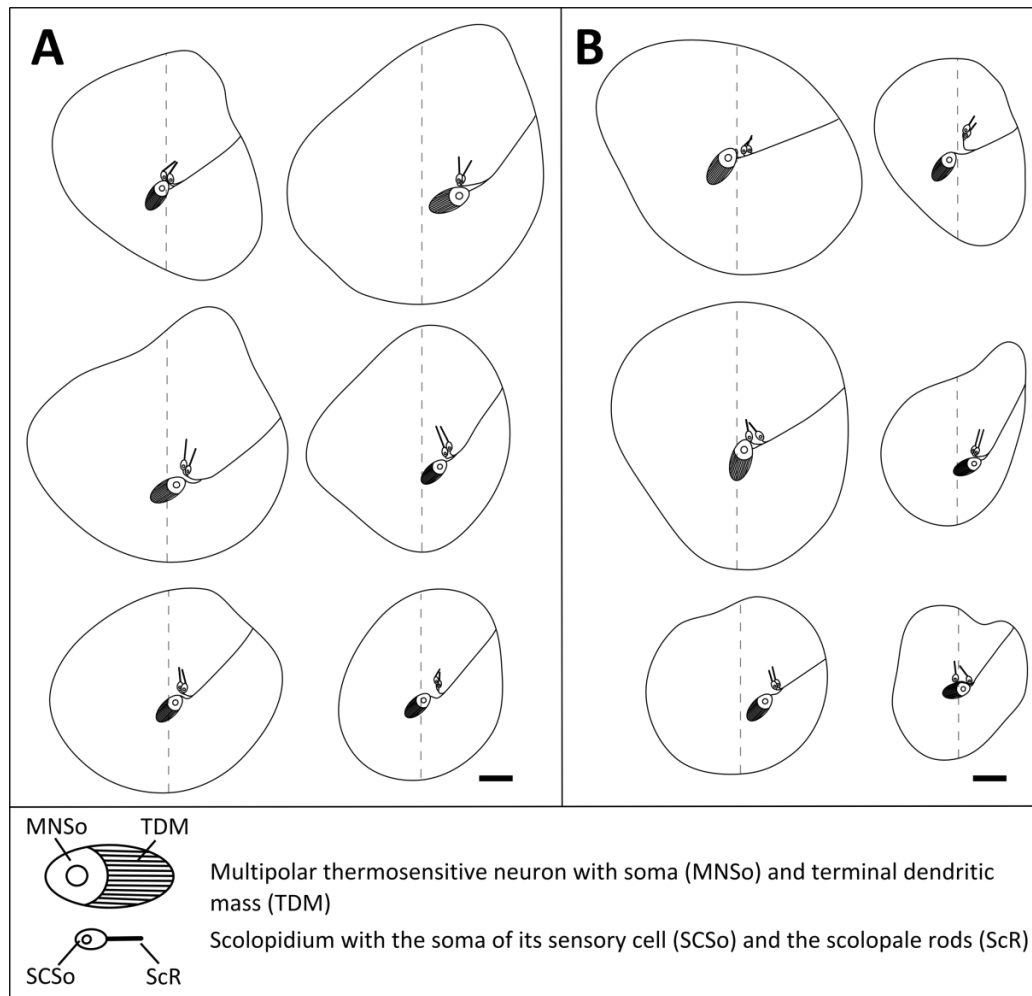 A
B
MNSo TDM
Multipolar thermosensitive neuron with soma (MNSo) and terminal dendritic
mass (TDM)
Scolopidium with the soma of its sensory cell (SCSo) and the scolopale rods (ScR)
SCSo ScR